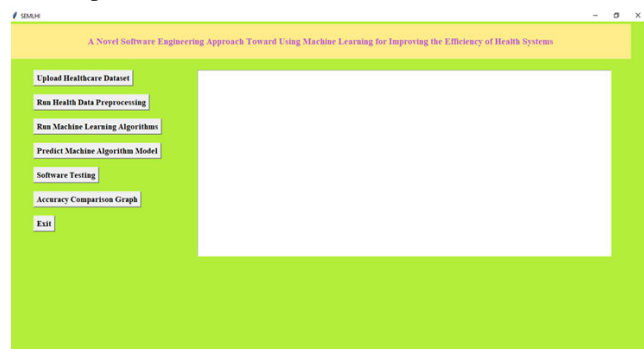 SEMLHI
A Novel Software Engineering Approach Toward Using Machine Learning for Improving the Efficiency of Health Systems
Upload Healthcare Dataset
Run Health Data Preprocessing
Run Machine Learning Algorithms
Predict Machine Algorithm Model
Software Testing
Accuracy Comparison Graph
Exit